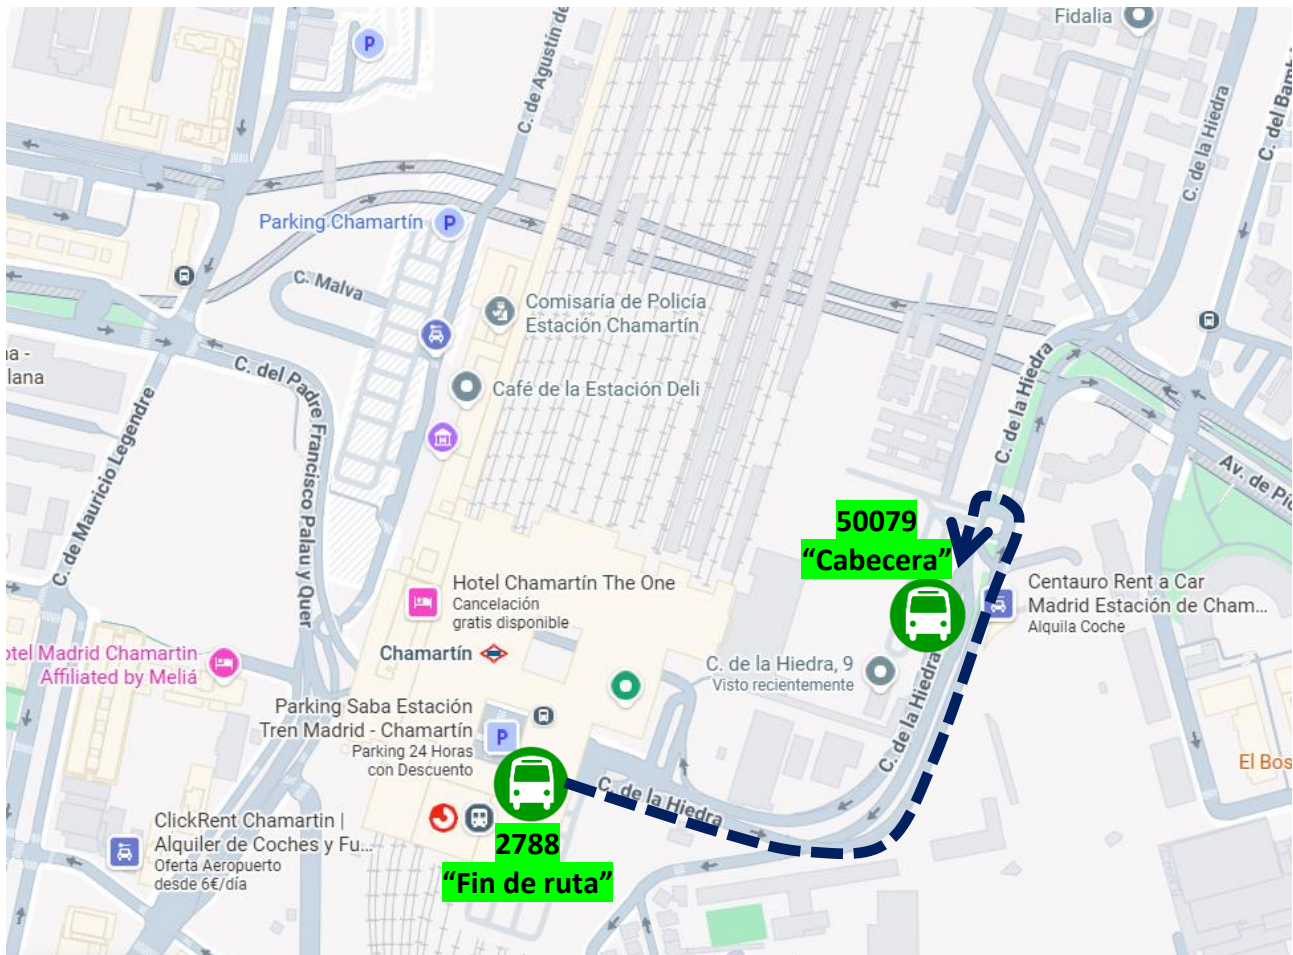 Fidalia
C. de Agustín de
C. de la Hiedra
C. del Bamb
P
Parking Chamartín
P
C. Malva
Comisaría de Policía
Estación Chamartín
na -
lana
C. del Padre Francisco Palau y Quer
Café de la Estación Deli
C. de la Hiedra
C. de Mauricio Legendre
Av. de Pío
50079
“Cabecera”
Hotel Chamartín The One
Cancelación
gratis disponible
Centauro Rent a Car
Madrid Estación de Cham...
Alquila Coche
Chamartín
otel Madrid Chamartin
Affiliated by Meliá
C. de la Hiedra, 9
Visto recientemente
C. de la Hiedra
Parking Saba Estación
Tren Madrid - Chamartín
Parking 24 Horas
con Descuento
P
El Bos
C. de la Hiedra
ClickRent Chamartin |
Alquiler de Coches y Fu...
Oferta Aeropuerto
desde 6€/día
2788
“Fin de ruta”